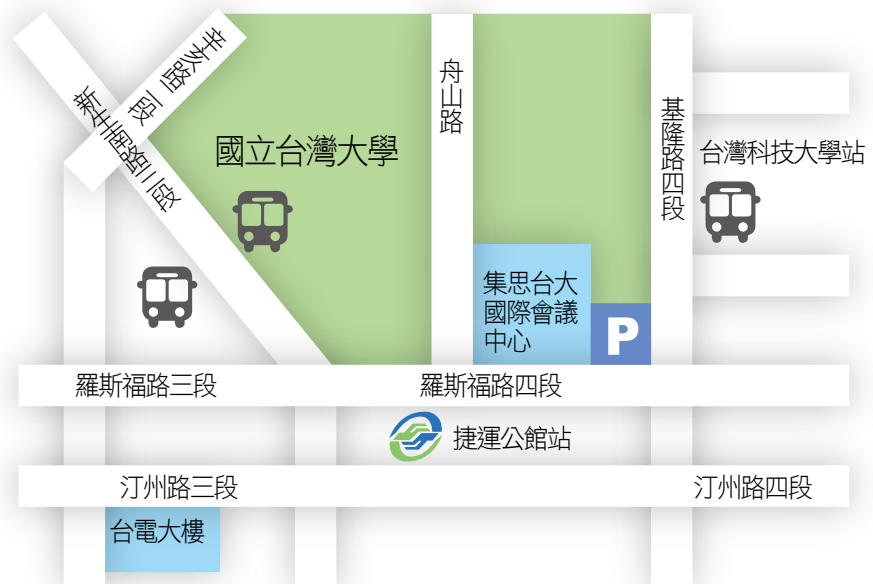 辛亥路二段
新生南路三段
國立台灣大學
舟山路
基隆路四段
台灣科技大學站
集思台大
國際會議
中心
P
羅斯福路三段
羅斯福路四段
捷運公館站
汀州路三段
汀州路四段
台電大樓